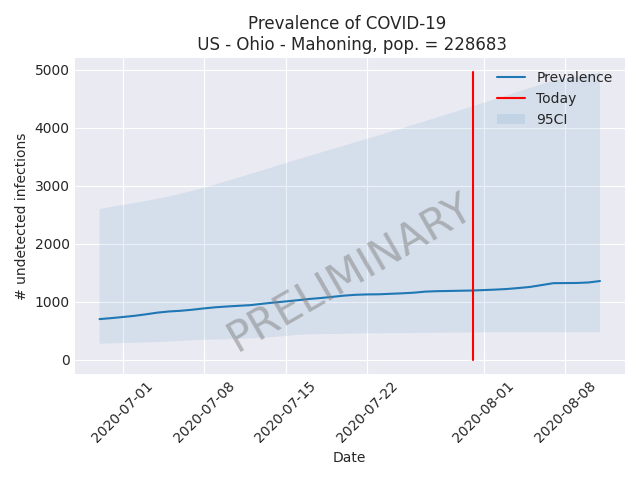 Prevalence of COVID-19
US - Ohio - Mahoning, pop. = 228683
5000
4000
3000
2000
1000
0
# undetected infections
Prevalence
Today
95CI
PRELIMINARY
2020-07-01
2020-07-08
2020-07-15
2020-07-22
2020-08-01
2020-08-08
Date